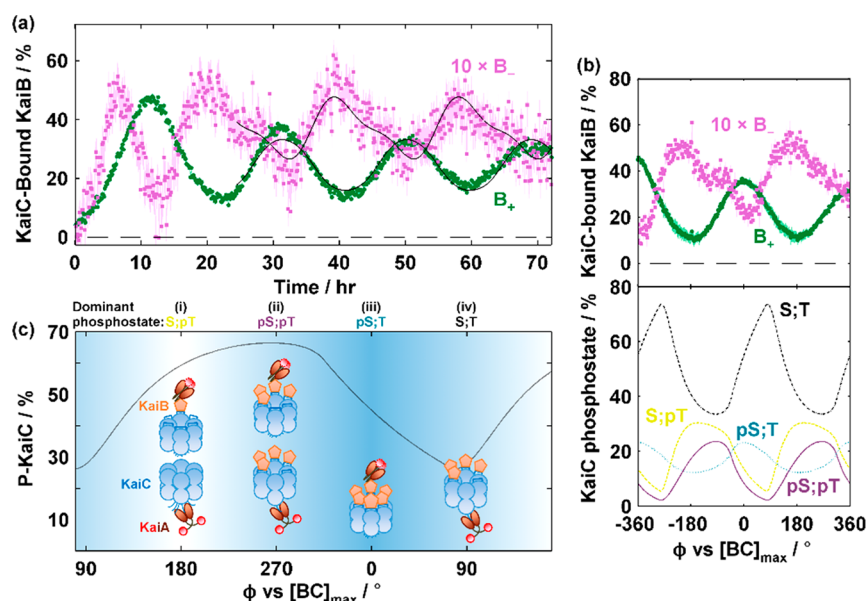 (a)
KaiC-Bound KaiB / %
60
40
20
0
10 × B₋
B₊
0 10 20 30 40 50 60 70
Time / hr
(b)
KaiC-bound KaiB / %
80
60
40
20
0
10 × B₋
B₊
KaiC phosphostate / %
80
60
40
20
0
S;T
S;pT
pS;T
pS;pT
-360 -180 0 180 360
ϕ vs [BC]max / °
(c)
Dominant
phosphostate:
(i) (ii) (iii) (iv)
S;pT pS;pT pS;T S;T
P-KaiC / %
70
50
30
10
KaiB
KaiC
KaiA
90 180 270 0 90
ϕ vs [BC]max / °